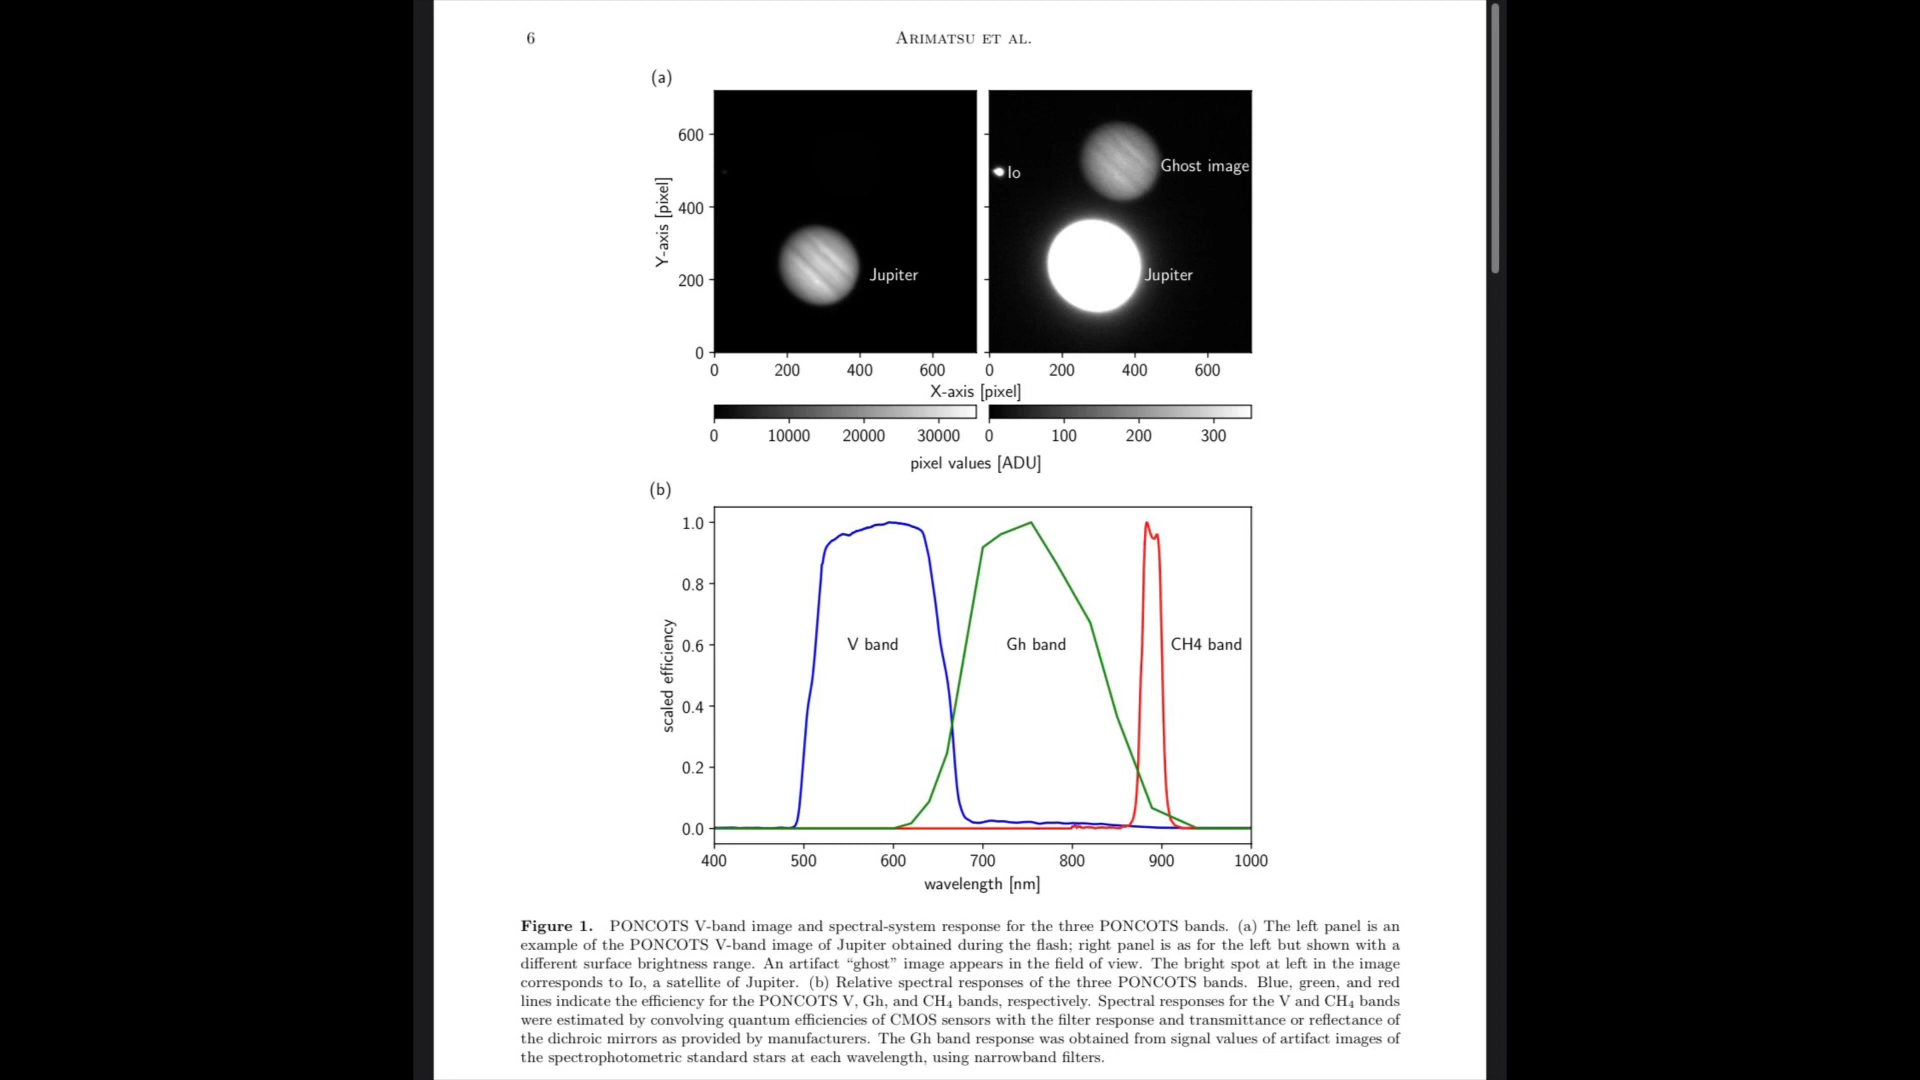 6
ARIMATSU ET AL.
(a)
600
400
200
0
Y-axis [pixel]
Jupiter
Io
Ghost image
Jupiter
0 200 400 600 0 200 400 600
X-axis [pixel]
0 10000 20000 30000 0 100 200 300
pixel values [ADU]
(b)
1.0
0.8
0.6
0.4
0.2
0.0
scaled efficiency
V band Gh band CH4 band
400 500 600 700 800 900 1000
wavelength [nm]
Figure 1. PONCOTS V-band image and spectral-system response for the three PONCOTS bands. (a) The left panel is an
example of the PONCOTS V-band image of Jupiter obtained during the flash; right panel is as for the left but shown with a
different surface brightness range. An artifact “ghost” image appears in the field of view. The bright spot at left in the image
corresponds to Io, a satellite of Jupiter. (b) Relative spectral responses of the three PONCOTS bands. Blue, green, and red
lines indicate the efficiency for the PONCOTS V, Gh, and CH₄ bands, respectively. Spectral responses for the V and CH₄ bands
were estimated by convolving quantum efficiencies of CMOS sensors with the filter response and transmittance or reflectance of
the dichroic mirrors as provided by manufacturers. The Gh band response was obtained from signal values of artifact images of
the spectrophotometric standard stars at each wavelength, using narrowband filters.